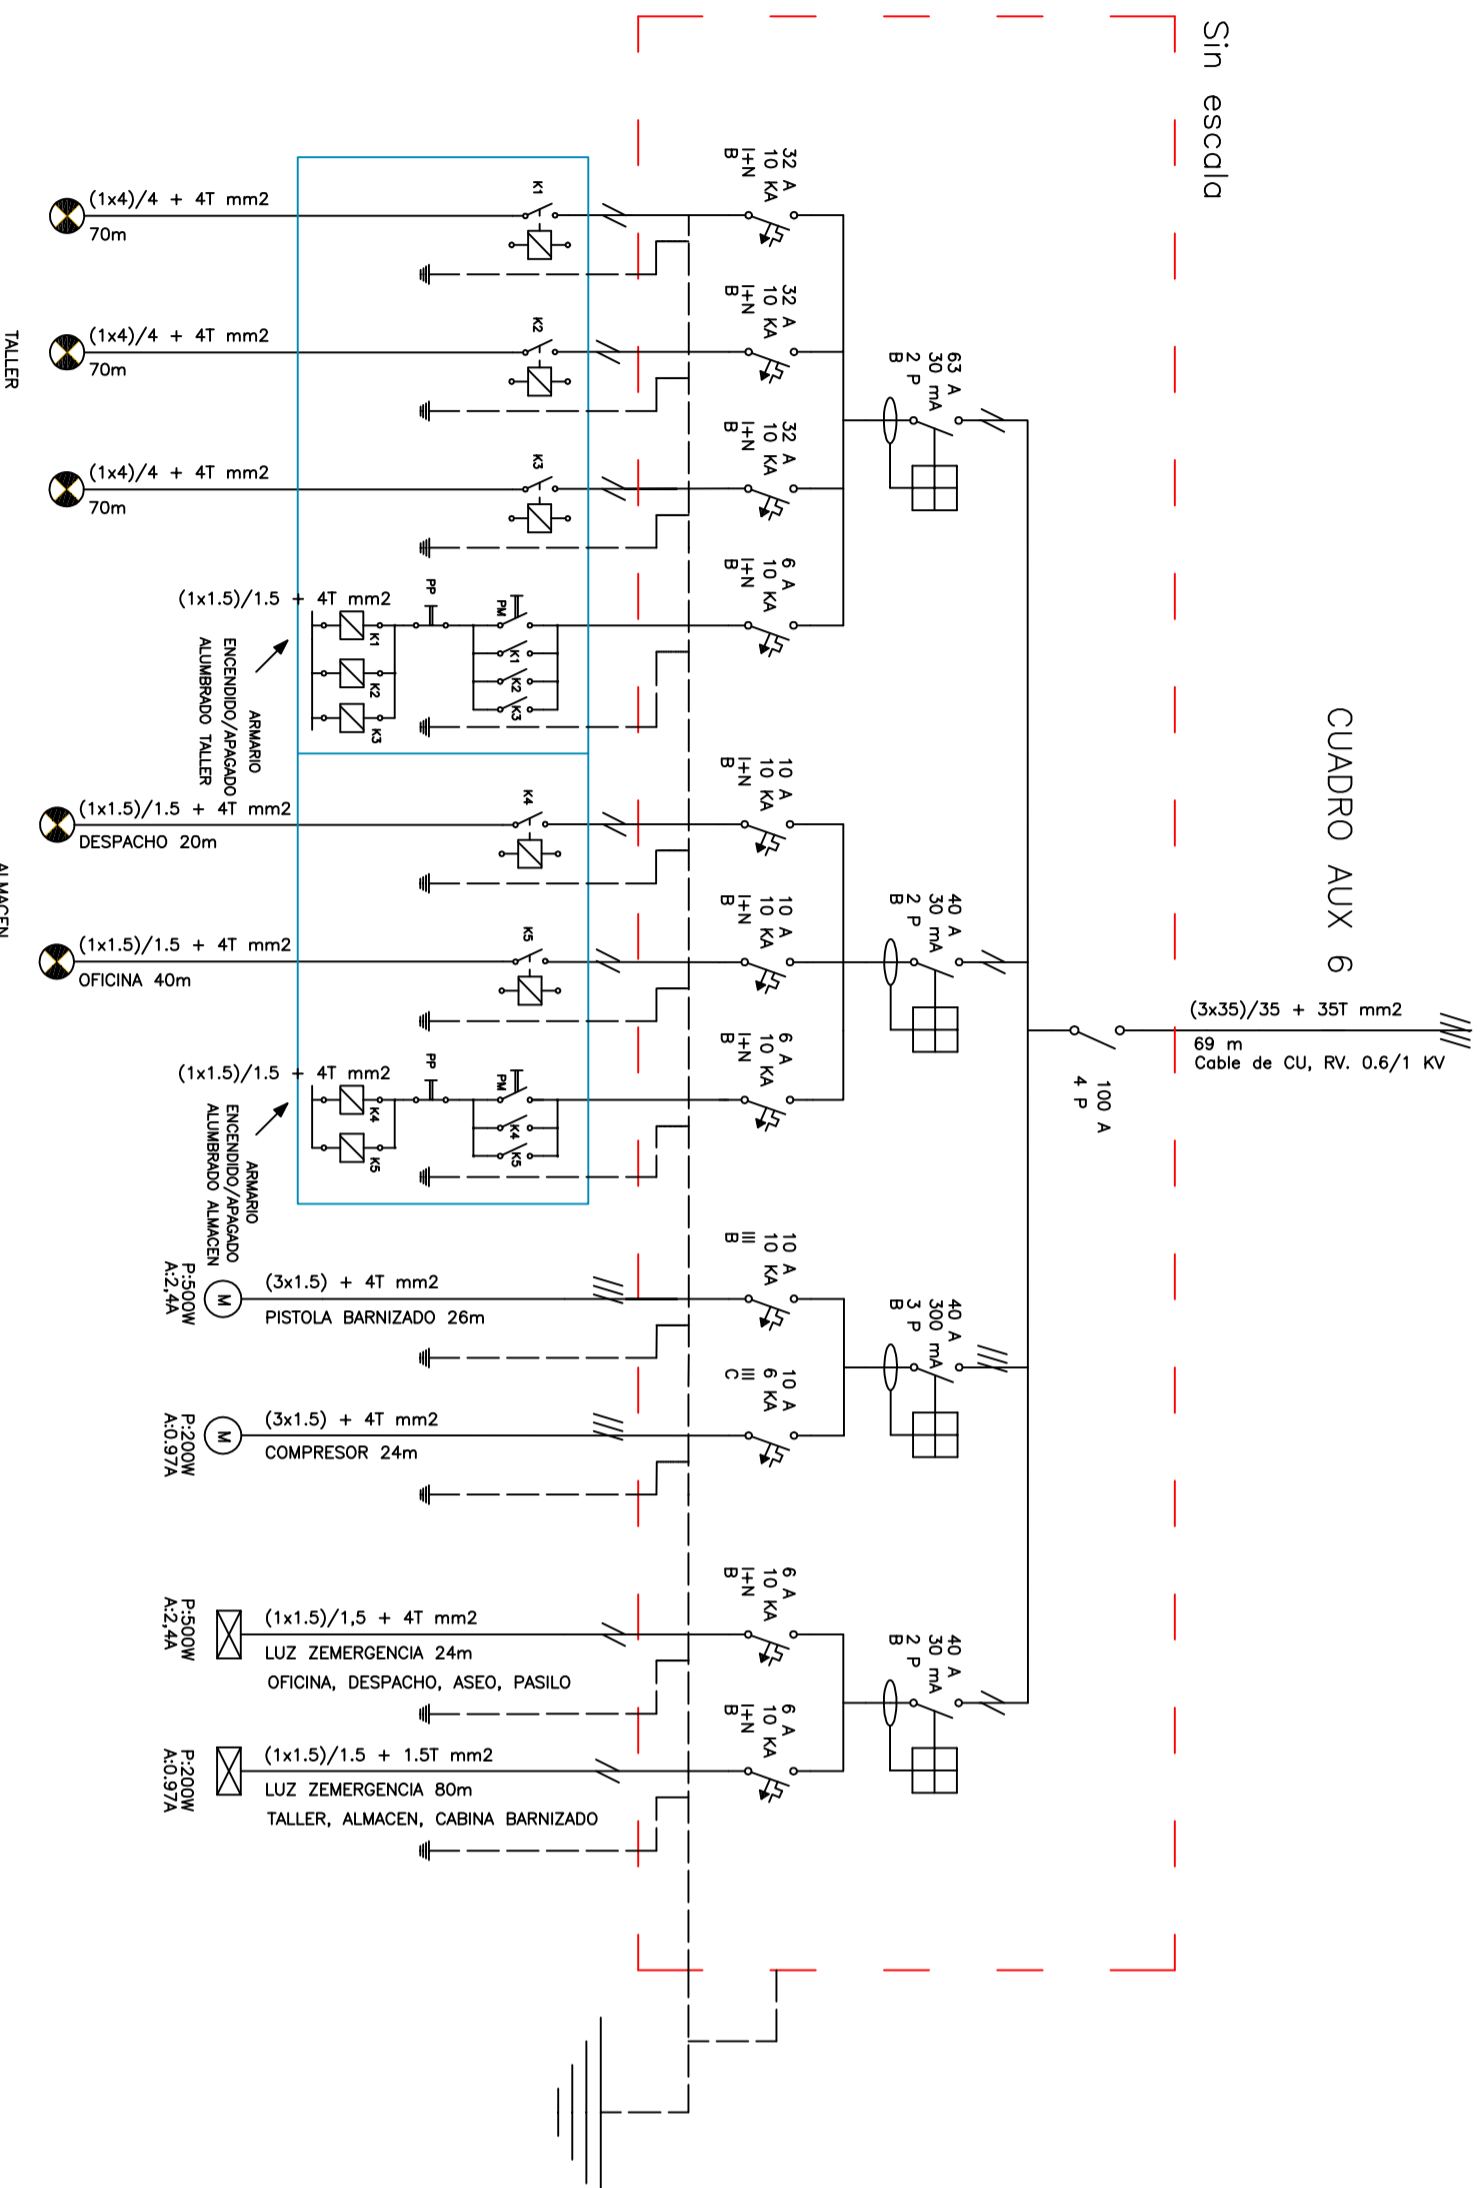 Sin escala
CUADRO AUX 6
(3x35)/35 + 35T mm2
69 m
Cable de CU, RV. 0.6/1 KV
100 A
4 P
63 A
30 mA
2 P
B
40 A
30 mA
2 P
B
40 A
300 mA
3 P
B
40 A
30 mA
2 P
B
32 A
10 KA
I+N
B
32 A
10 KA
I+N
B
32 A
10 KA
I+N
B
6 A
10 KA
I+N
B
10 A
10 KA
I+N
B
10 A
10 KA
I+N
B
6 A
10 KA
I+N
B
10 A
10 KA
III
B
10 A
6 KA
III
C
6 A
10 KA
I+N
B
6 A
10 KA
I+N
B
K1
K2
K3
PM
K1
K2
K3
PP
K1
K2
K3
K4
K5
PM
K4
K5
PP
K4
K5
(1x4)/4 + 4T mm2
70m
(1x4)/4 + 4T mm2
70m
(1x4)/4 + 4T mm2
70m
(1x1.5)/1.5 + 4T mm2
ARMARIO
ENCENDIDO/APAGADO
ALUMBRADO TALLER
(1x1.5)/1.5 + 4T mm2
DESPACHO 20m
(1x1.5)/1.5 + 4T mm2
OFICINA 40m
(1x1.5)/1.5 + 4T mm2
ARMARIO
ENCENDIDO/APAGADO
ALUMBRADO ALMACEN
(3x1.5) + 4T mm2
PISTOLA BARNIZADO 26m
M
P:500W
A:2,4A
(3x1.5) + 4T mm2
COMPRESOR 24m
M
P:200W
A:0.97A
(1x1.5)/1,5 + 4T mm2
LUZ ZEMERGENCIA 24m
OFICINA, DESPACHO, ASEO, PASILO
P:500W
A:2,4A
(1x1.5)/1.5 + 1.5T mm2
LUZ ZEMERGENCIA 80m
TALLER, ALMACEN, CABINA BARNIZADO
P:200W
A:0.97A
TALLER
ALMACEN